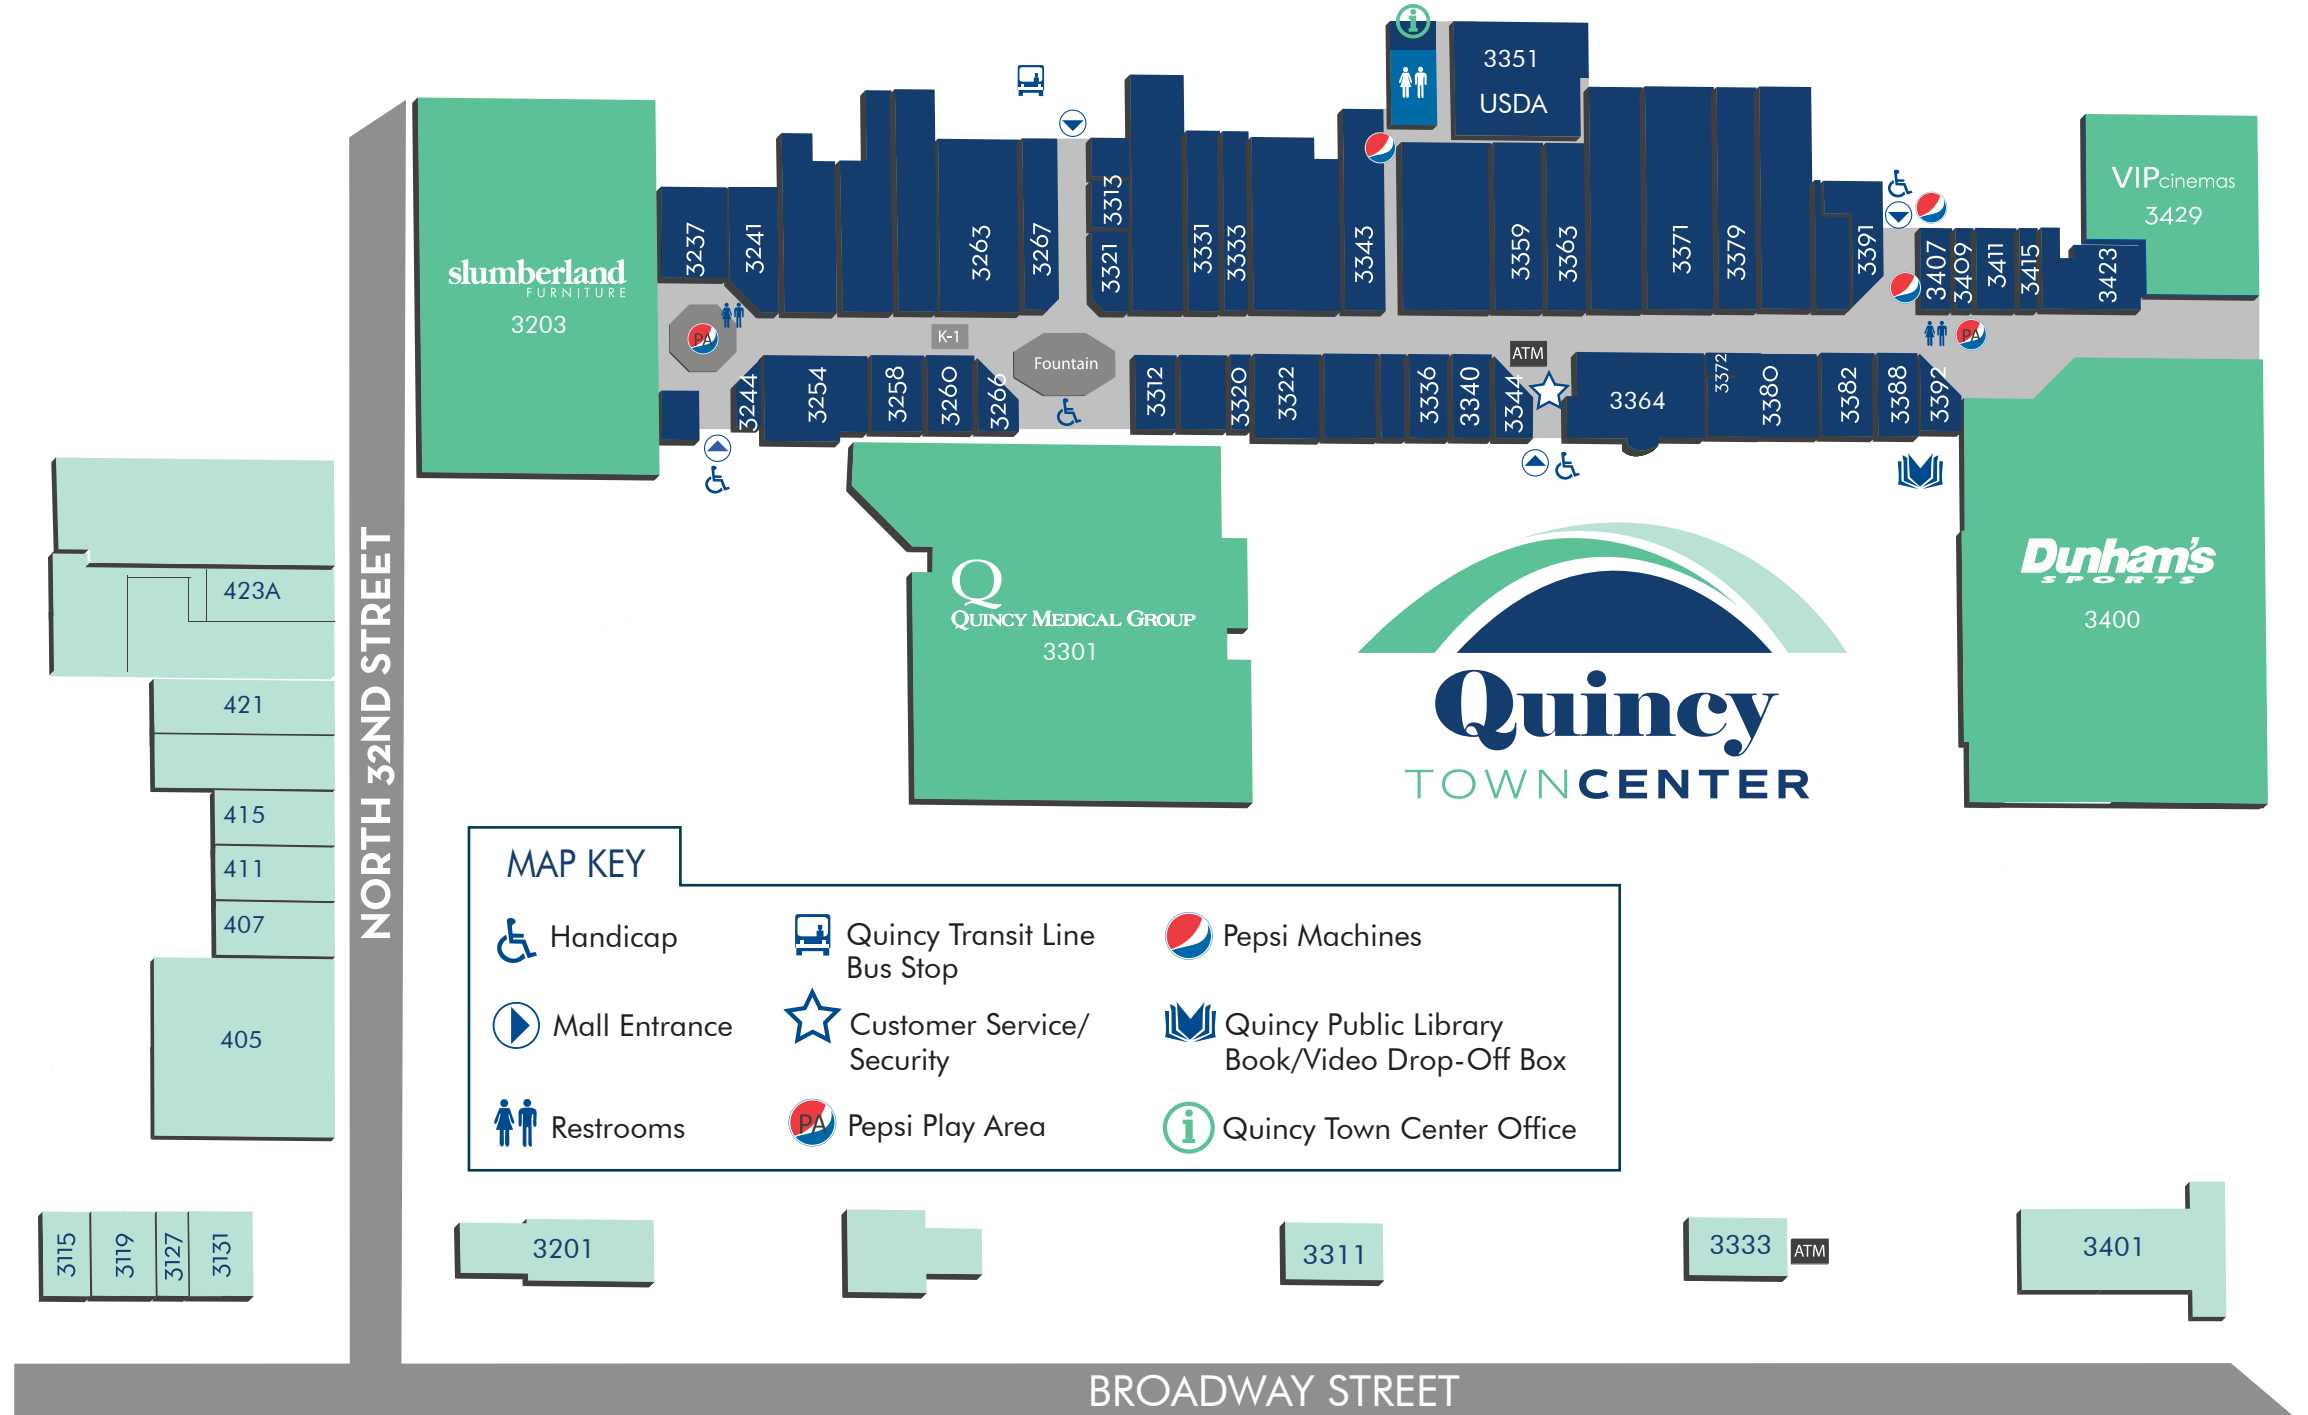 3351
USDA
VIPcinemas
3429
slumberland
FURNITURE
3203
3237
3241
3263
3267
3313
3321
3331
3333
3343
3359
3363
3371
3379
3391
3407
3409
3411
3415
3423
PA
K-1
Fountain
ATM
PA
3244
3254
3258
3260
3266
3312
3320
3322
3336
3340
3344
3364
3372
3380
3382
3388
3392
Q
QUINCY MEDICAL GROUP
3301
DUNHAM'S
SPORTS
3400
Quincy
TOWNCENTER
423A
421
415
411
407
405
NORTH 32ND STREET
MAP KEY
Handicap
Quincy Transit Line
Bus Stop
Pepsi Machines
Mall Entrance
Customer Service/
Security
Quincy Public Library
Book/Video Drop-Off Box
Restrooms
PA
Pepsi Play Area
i
Quincy Town Center Office
3115
3119
3127
3131
3201
3311
3333
ATM
3401
BROADWAY STREET